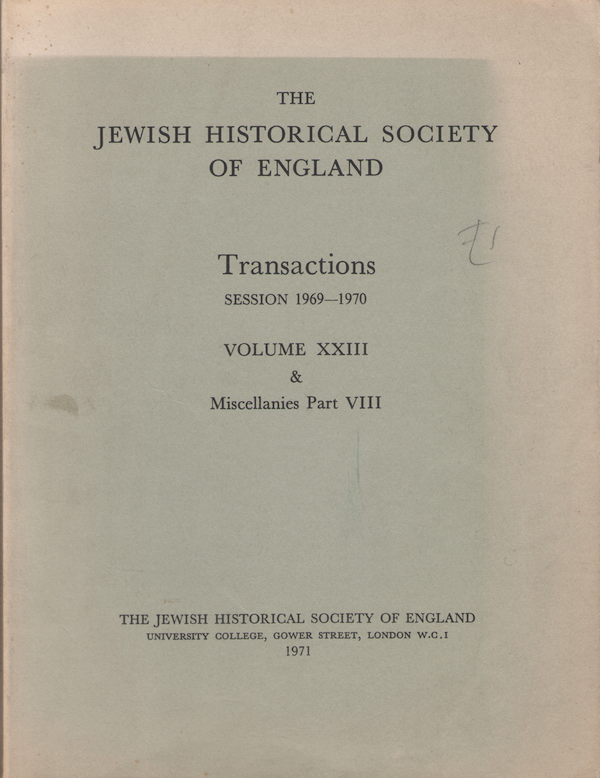 THE
JEWISH HISTORICAL SOCIETY
OF ENGLAND
£1
Transactions
SESSION 1969—1970
VOLUME XXIII
&
Miscellanies Part VIII
THE JEWISH HISTORICAL SOCIETY OF ENGLAND
UNIVERSITY COLLEGE, GOWER STREET, LONDON W.C.1
1971